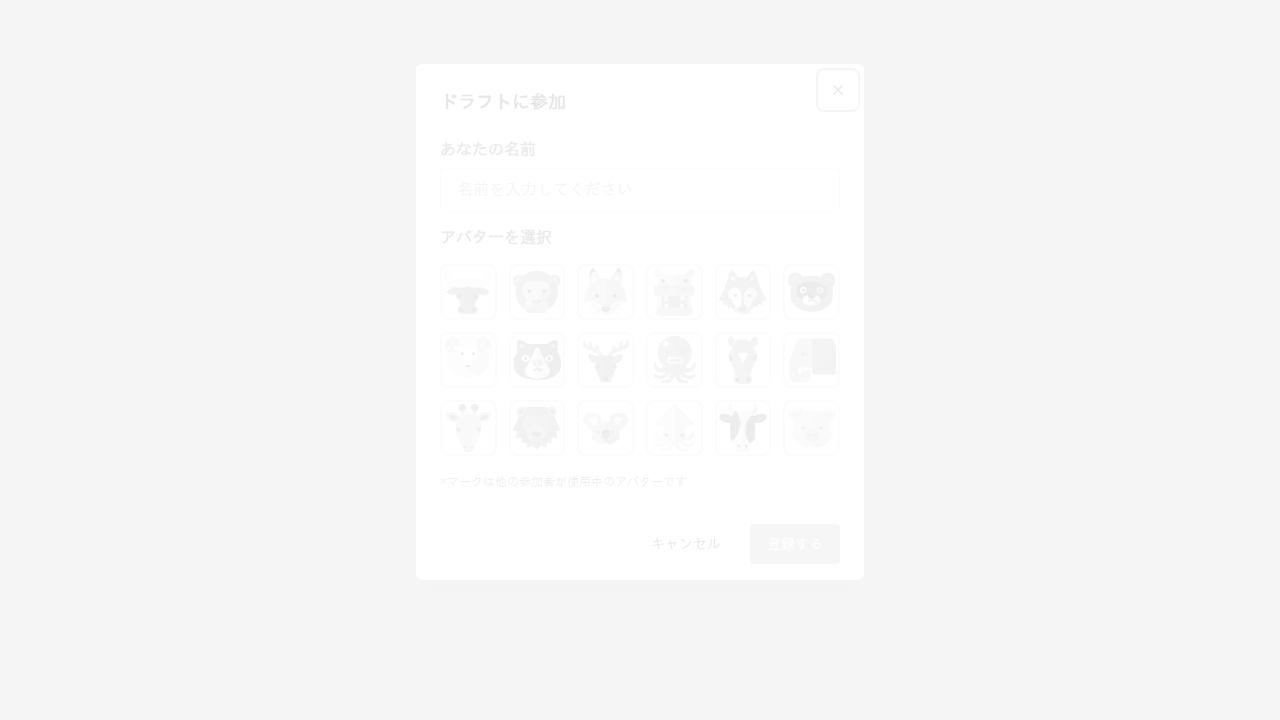 ドラフトに参加
×
あなたの名前
名前を入力してください
アバターを選択
×マークは他の参加者が使用中のアバターです
キャンセル
登録する